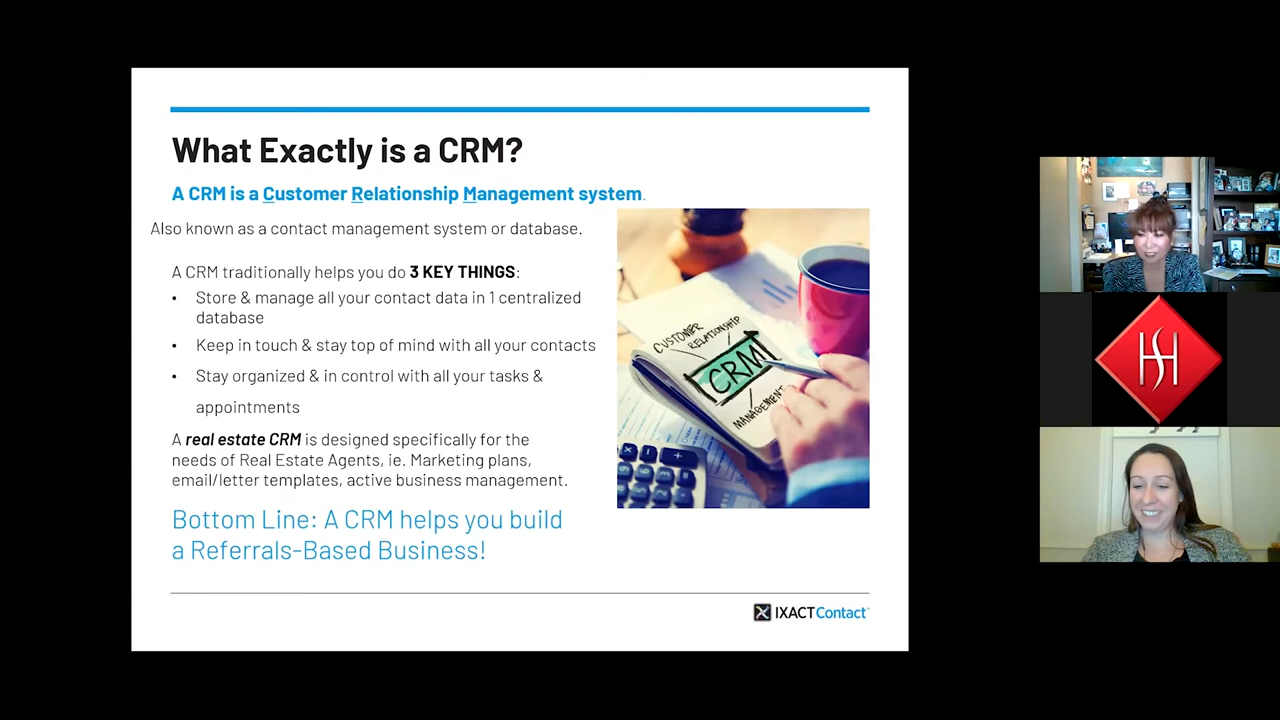 What Exactly is a CRM?
A CRM is a Customer Relationship Management system.
Also known as a contact management system or database.
A CRM traditionally helps you do 3 KEY THINGS:
• Store & manage all your contact data in 1 centralized
database
• Keep in touch & stay top of mind with all your contacts
• Stay organized & in control with all your tasks &
appointments
A real estate CRM is designed specifically for the
needs of Real Estate Agents, ie. Marketing plans,
email/letter templates, active business management.
Bottom Line: A CRM helps you build
a Referrals-Based Business!
CUSTOMER
RELATIONSHIP
CRM
MANAGEMENT
IXACT Contact
HSH